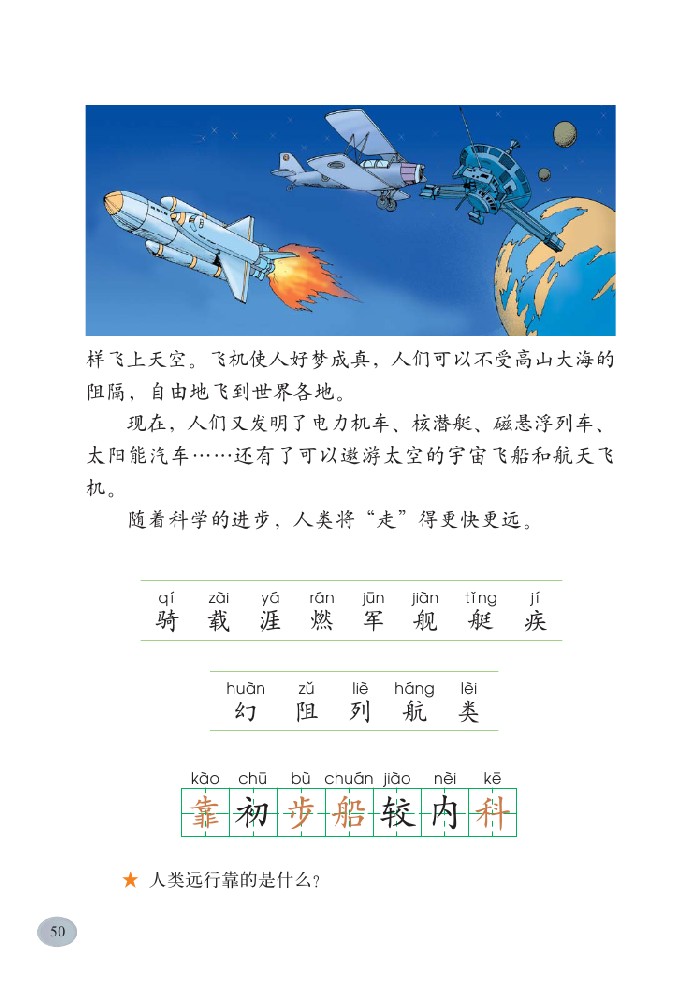 样飞上天空。飞机使人好梦成真，人们可以不受高山大海的
阻隔，自由地飞到世界各地。
现在，人们又发明了电力机车、核潜艇、磁悬浮列车、
太阳能汽车……还有了可以遨游太空的宇宙飞船和航天飞
机。
随着科学的进步，人类将“走”得更快更远。
qí zài yá rán jūn jiàn tǐng jí
骑 载 涯 燃 军 舰 艇 疾
huàn zǔ liè háng lèi
幻 阻 列 航 类
kào chū bù chuán jiào nèi kē
靠 初 步 船 较 内 科
★ 人类远行靠的是什么？
50